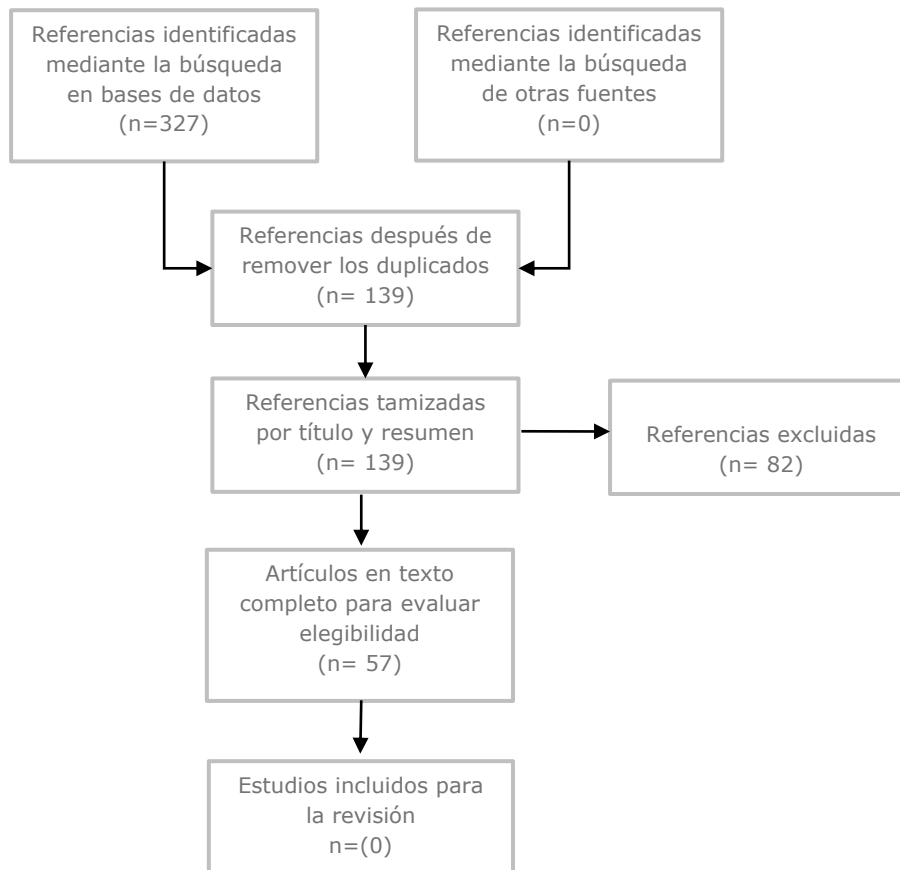 Referencias identificadas
mediante la búsqueda
en bases de datos
(n=327)
Referencias identificadas
mediante la búsqueda
de otras fuentes
(n=0)
Referencias después de
remover los duplicados
(n= 139)
Referencias tamizadas
por título y resumen
(n= 139)
Referencias excluidas
(n= 82)
Artículos en texto
completo para evaluar
elegibilidad
(n= 57)
Estudios incluidos para
la revisión
n=(0)